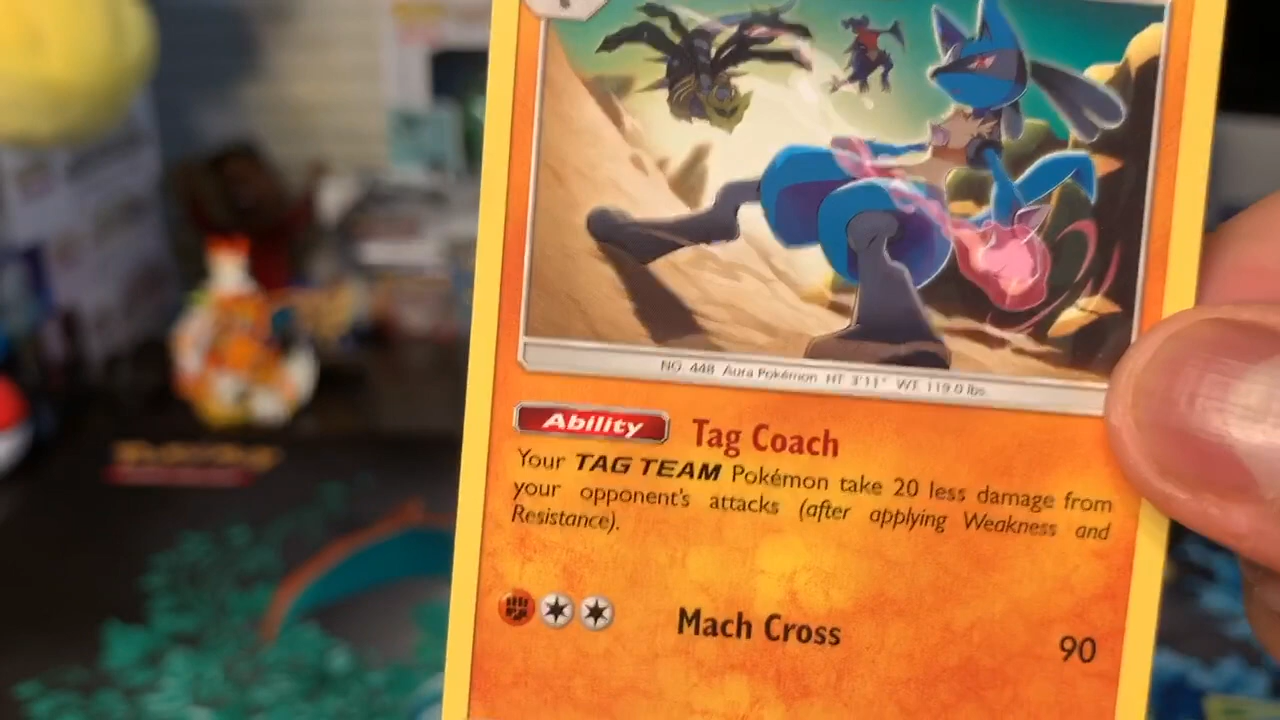 NO. 448 Aura Pokémon HT 3'11" WT 119.0 lbs.
Ability Tag Coach
Your TAG TEAM Pokémon take 20 less damage from
your opponent's attacks (after applying Weakness and
Resistance).
Mach Cross 90